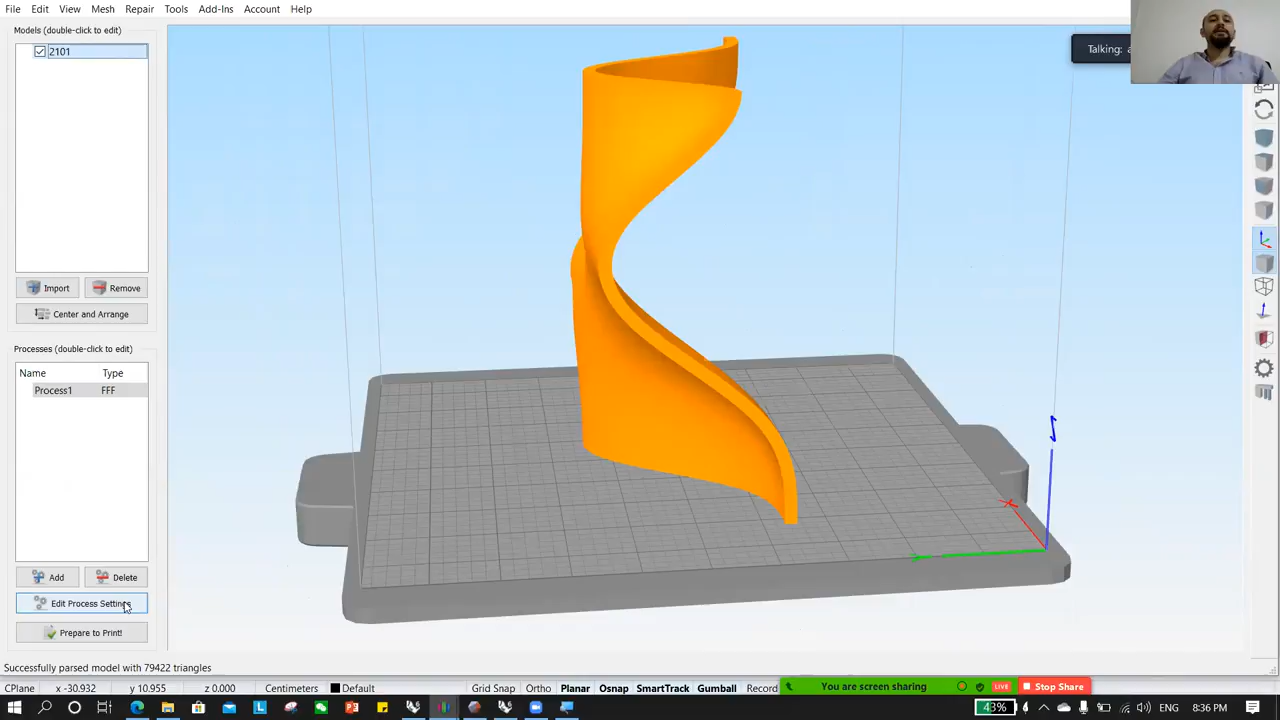 File Edit View Mesh Repair Tools Add-Ins Account Help
Models (double-click to edit)
2101
Talking:
Import Remove
Center and Arrange
Processes (double-click to edit)
Name Type
Process1 FFF
Add Delete
Edit Process Settings
Prepare to Print!
Successfully parsed model with 79422 triangles
CPlane x -30.932 y 10.955 z 0.000 Centimeters Default Grid Snap Ortho Planar Osnap SmartTrack Gumball Record
You are screen sharing LIVE Stop Share
43% ENG 8:36 PM